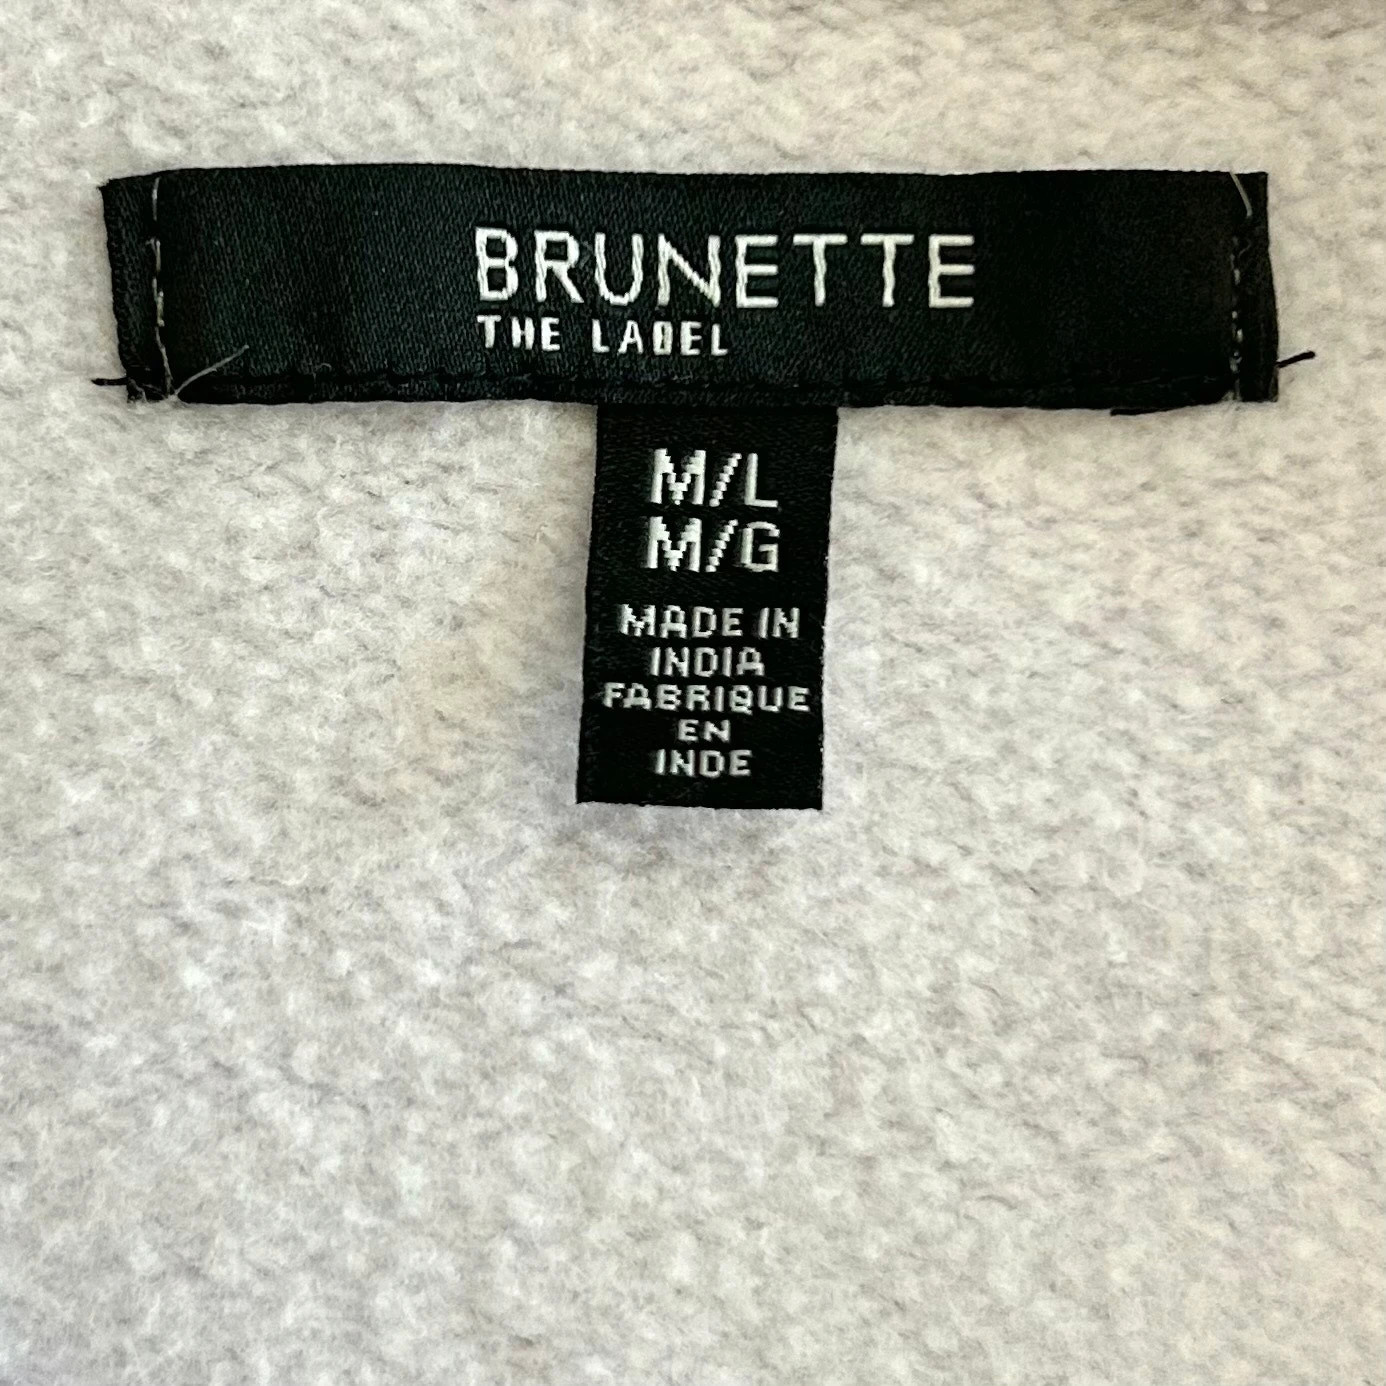 BRUNETTE
THE LABEL
M/L
M/G
MADE IN
INDIA
FABRIQUE
EN
INDE